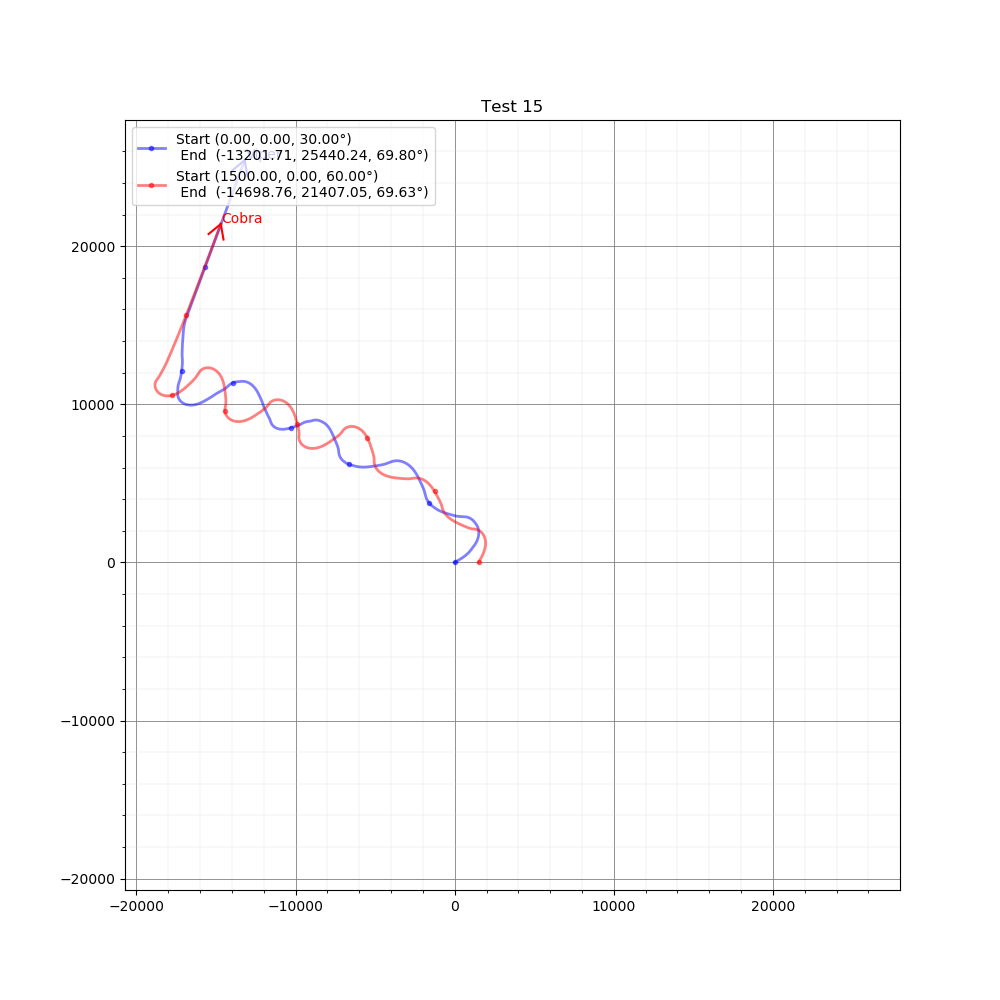 Test 15
Start (0.00, 0.00, 30.00°)
End (-13201.71, 25440.24, 69.80°)
Start (1500.00, 0.00, 60.00°)
End (-14698.76, 21407.05, 69.63°)
Cobra
20000
10000
0
−10000
−20000
−20000
−10000
0
10000
20000